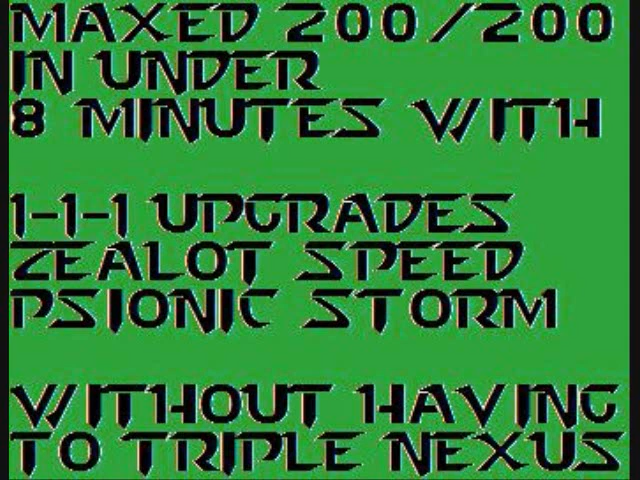 MAXED 200/200
IN UNDER
8 MINUTES WITH
1-1-1 UPGRADES
ZEALOT SPEED
PSIONIC STORM
WITHOUT HAVING
TO TRIPLE NEXUS